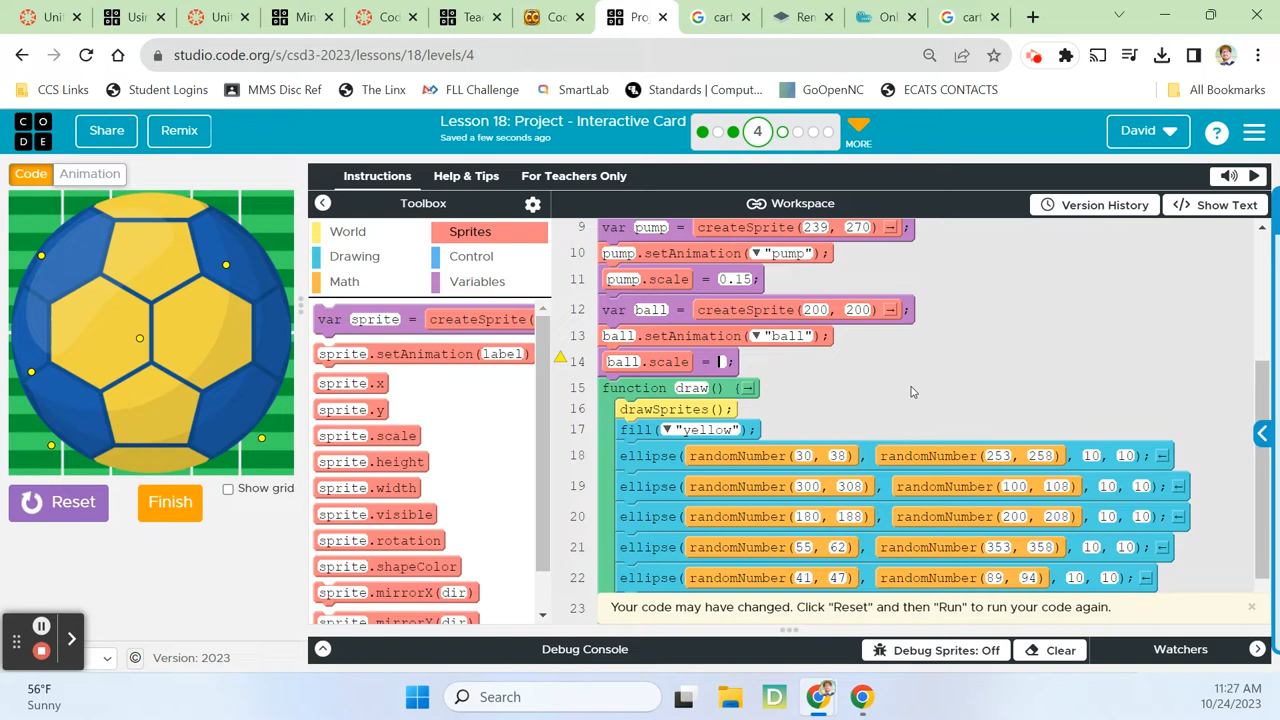 Unit
Usin
Unit
Min
Coc
Tea
Co
Proj
cart
Ren
Onl
cart
studio.code.org/s/csd3-2023/lessons/18/levels/4
CCS Links
Student Logins
MMS Disc Ref
The Linx
FLL Challenge
SmartLab
Standards | Comput...
GoOpenNC
ECATS CONTACTS
All Bookmarks
C O
D E
Share
Remix
Lesson 18: Project - Interactive Card
Saved a few seconds ago
4
MORE
David
?
Code
Animation
Instructions
Help & Tips
For Teachers Only
Toolbox
Workspace
Version History
</> Show Text
World
Sprites
Drawing
Control
Math
Variables
var sprite = createSprite(
sprite.setAnimation(label)
sprite.x
sprite.y
sprite.scale
sprite.height
sprite.width
sprite.visible
sprite.rotation
sprite.shapeColor
sprite.mirrorX(dir)
sprite.mirrorY(dir)
9 var pump = createSprite(239, 270);
10 pump.setAnimation("pump");
11 pump.scale = 0.15;
12 var ball = createSprite(200, 200);
13 ball.setAnimation("ball");
14 ball.scale = ;
15 function draw() {
16 drawSprites();
17 fill("yellow");
18 ellipse(randomNumber(30, 38), randomNumber(253, 258), 10, 10);
19 ellipse(randomNumber(300, 308), randomNumber(100, 108), 10, 10);
20 ellipse(randomNumber(180, 188), randomNumber(200, 208), 10, 10);
21 ellipse(randomNumber(55, 62), randomNumber(353, 358), 10, 10);
22 ellipse(randomNumber(41, 47), randomNumber(89, 94), 10, 10);
23
Your code may have changed. Click "Reset" and then "Run" to run your code again.
Reset
Finish
Show grid
Debug Console
Debug Sprites: Off
Clear
Watchers
Version: 2023
56°F
Sunny
Search
D
11:27 AM
10/24/2023